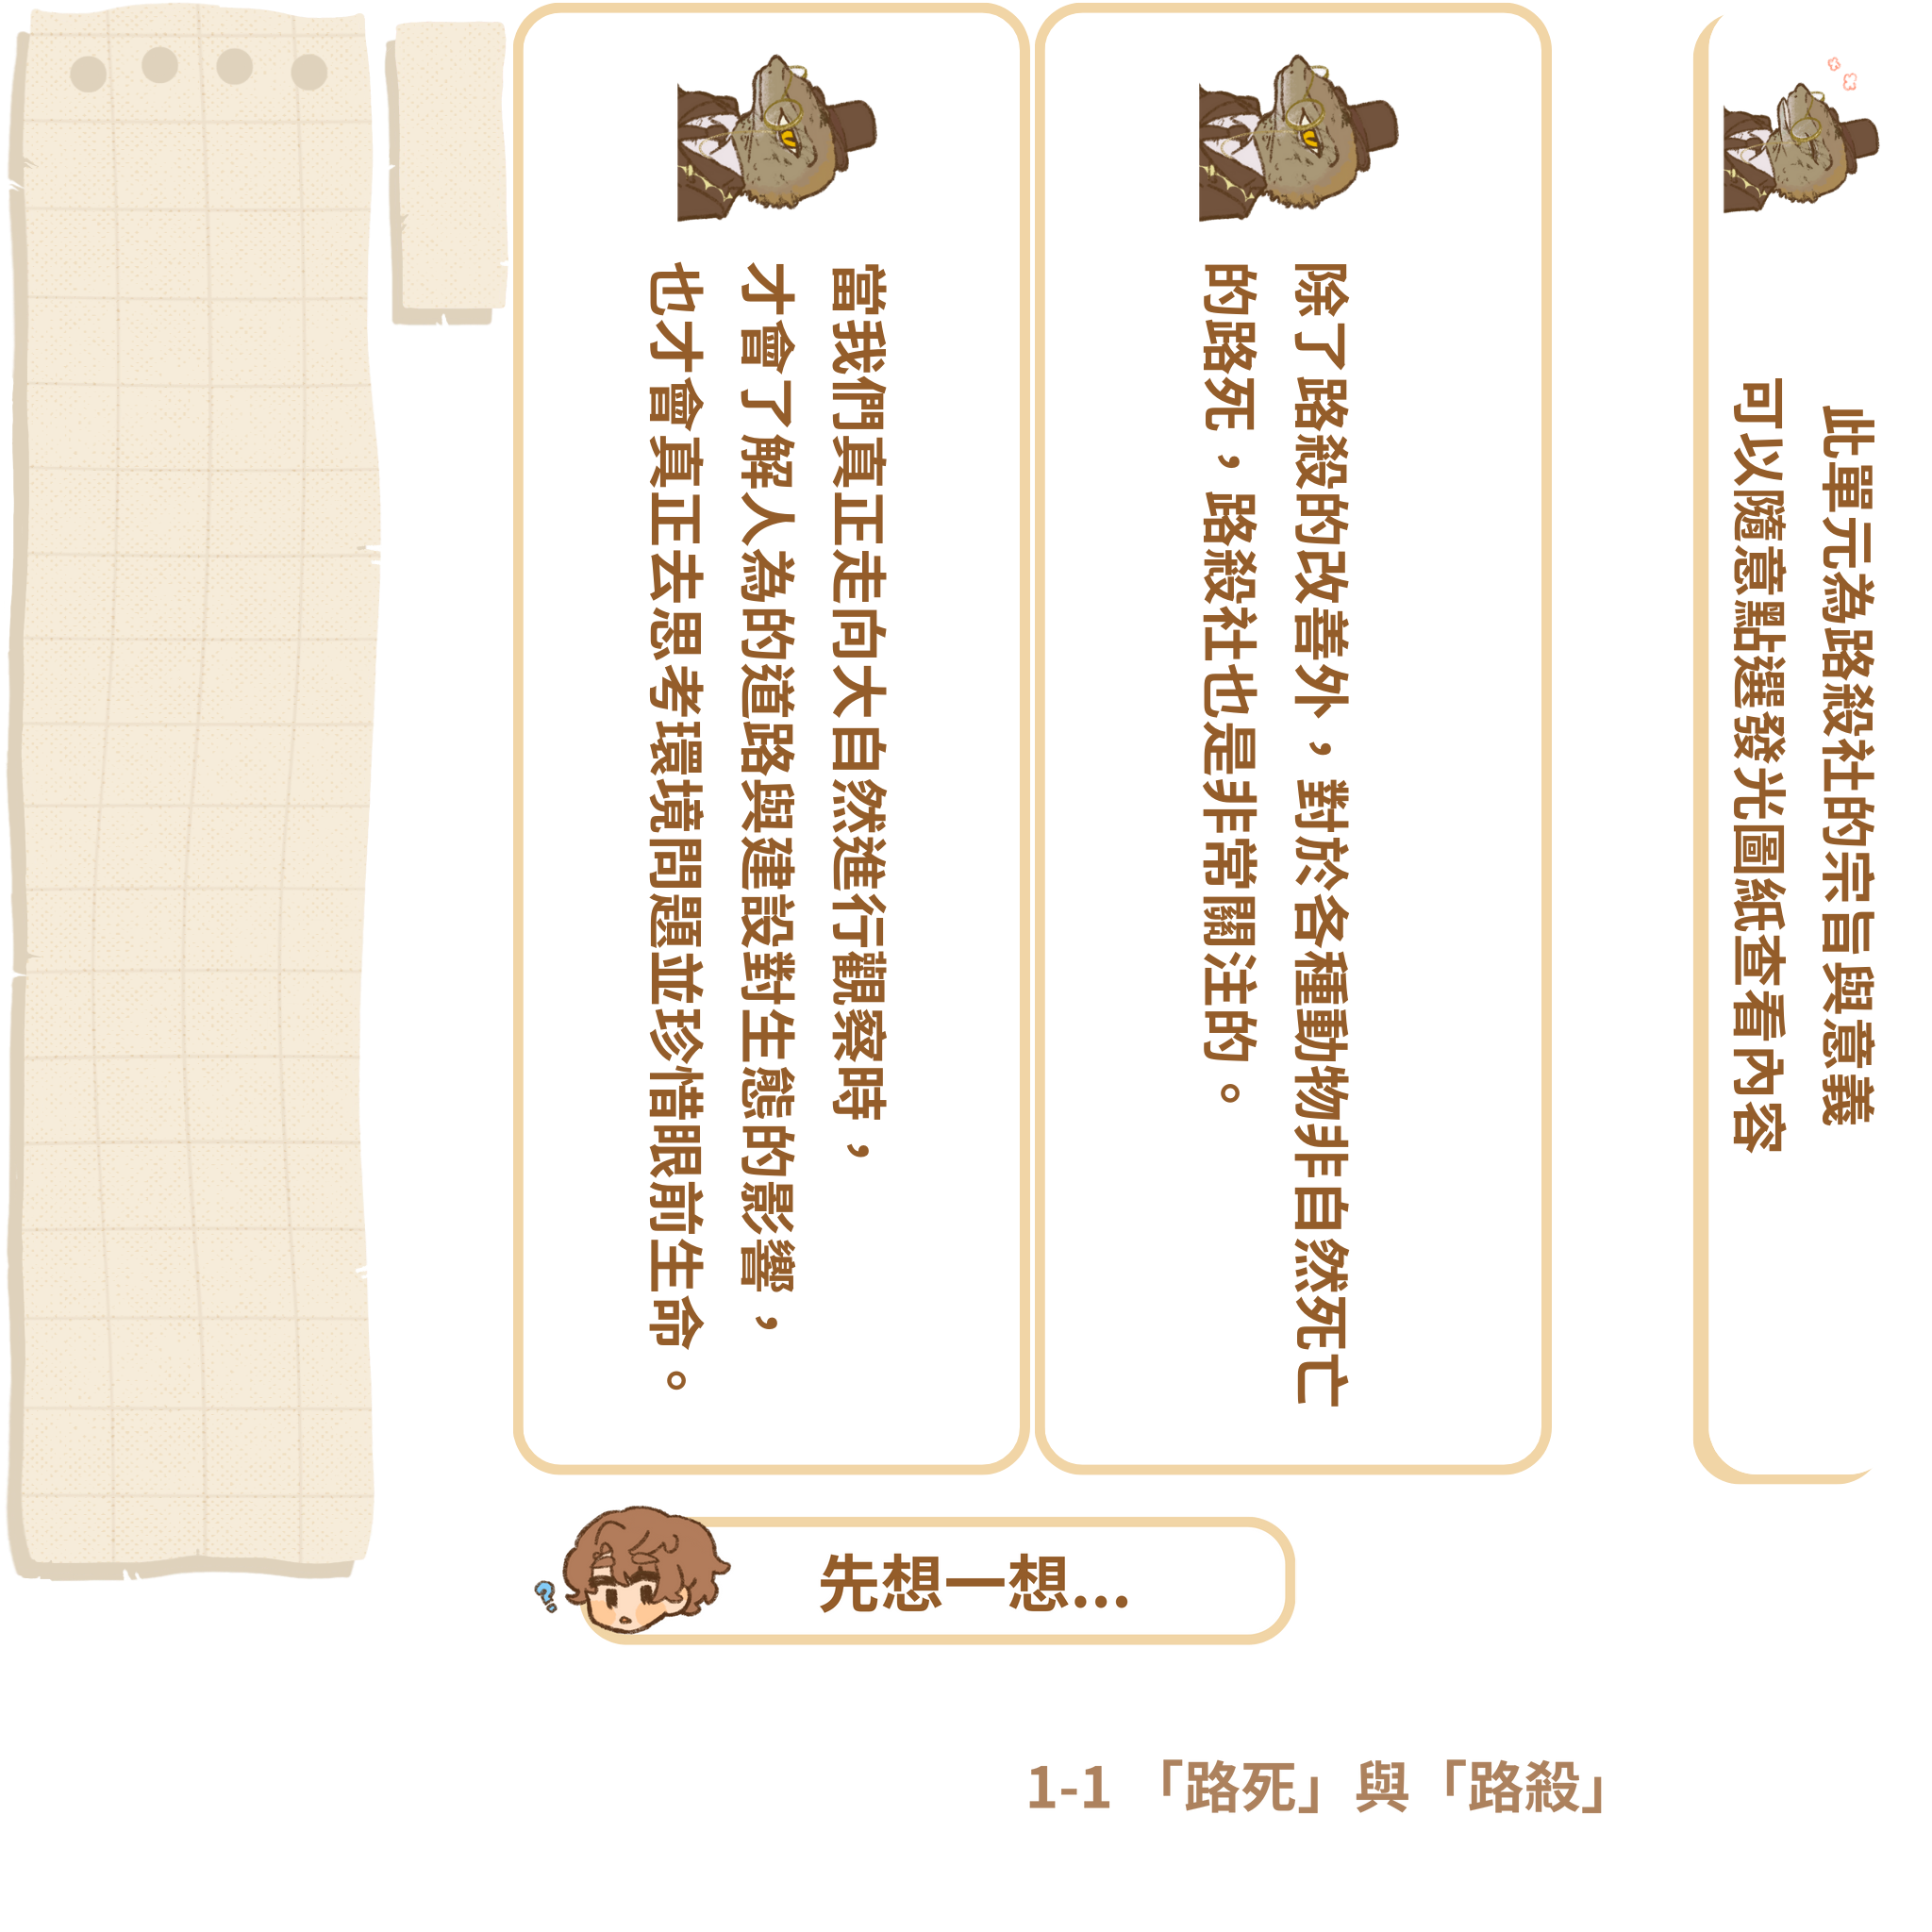 此單元為路殺社的宗旨與意義
可以隨意點選發光圖紙查看內容
除了路殺的改善外，對於各種動物非自然死亡
的路死，路殺社也是非常關注的。
當我們真正走向大自然進行觀察時，
才會了解人為的道路與建設對生態的影響，
也才會真正去思考環境問題並珍惜眼前生命。
先想一想...
1-1 「路死」與「路殺」